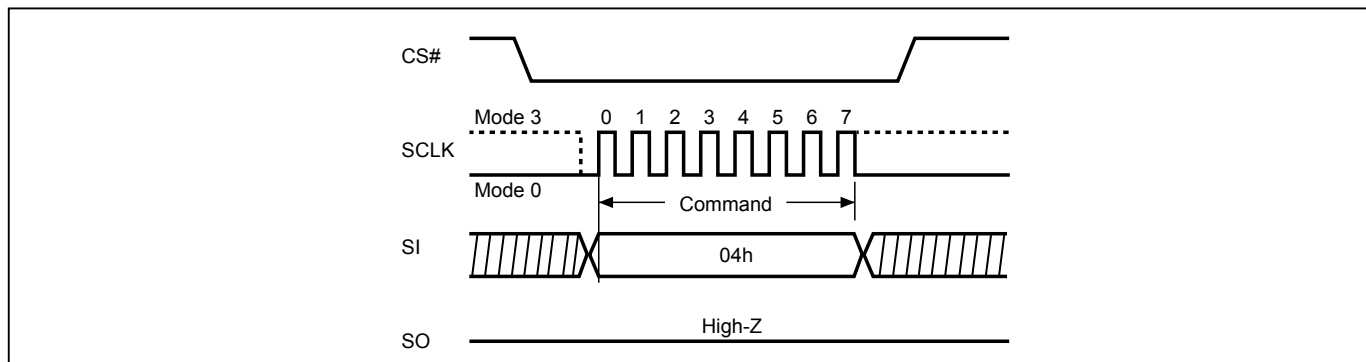 CS#
Mode 3
0 1 2 3 4 5 6 7
SCLK
Mode 0
Command
SI
04h
High-Z
SO